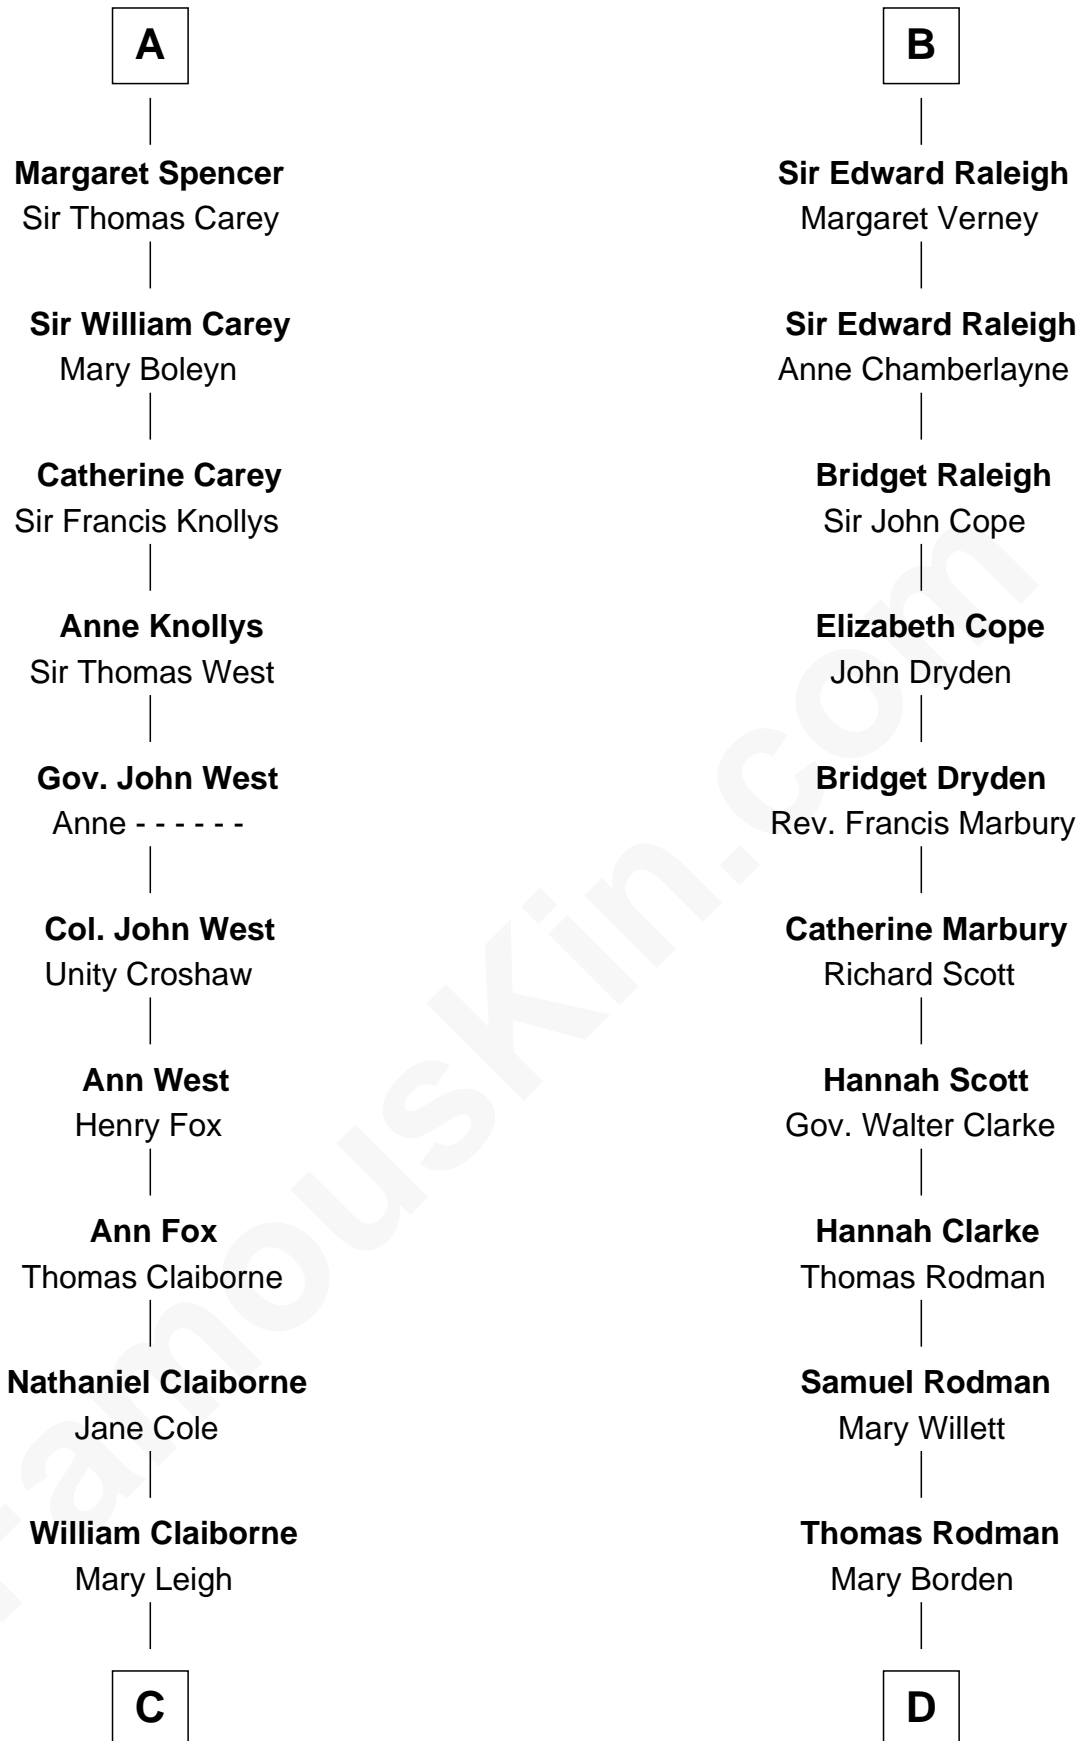 A
Margaret Spencer
Sir Thomas Carey
Sir William Carey
Mary Boleyn
Catherine Carey
Sir Francis Knollys
Anne Knollys
Sir Thomas West
Gov. John West
Anne - - - - - -
Col. John West
Unity Croshaw
Ann West
Henry Fox
Ann Fox
Thomas Claiborne
Nathaniel Claiborne
Jane Cole
William Claiborne
Mary Leigh
C
B
Sir Edward Raleigh
Margaret Verney
Sir Edward Raleigh
Anne Chamberlayne
Bridget Raleigh
Sir John Cope
Elizabeth Cope
John Dryden
Bridget Dryden
Rev. Francis Marbury
Catherine Marbury
Richard Scott
Hannah Scott
Gov. Walter Clarke
Hannah Clarke
Thomas Rodman
Samuel Rodman
Mary Willett
Thomas Rodman
Mary Borden
D
FamousKin.com